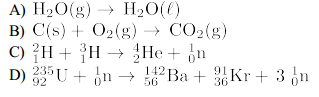 A) H₂O(g) → H₂O(ℓ)
B) C(s) + O₂(g) → CO₂(g)
C) ²₁H + ³₁H → ⁴₂He + ¹₀n
D) ²³⁵₉₂U + ¹₀n → ¹⁴²₅₆Ba + ⁹¹₃₆Kr + 3 ¹₀n